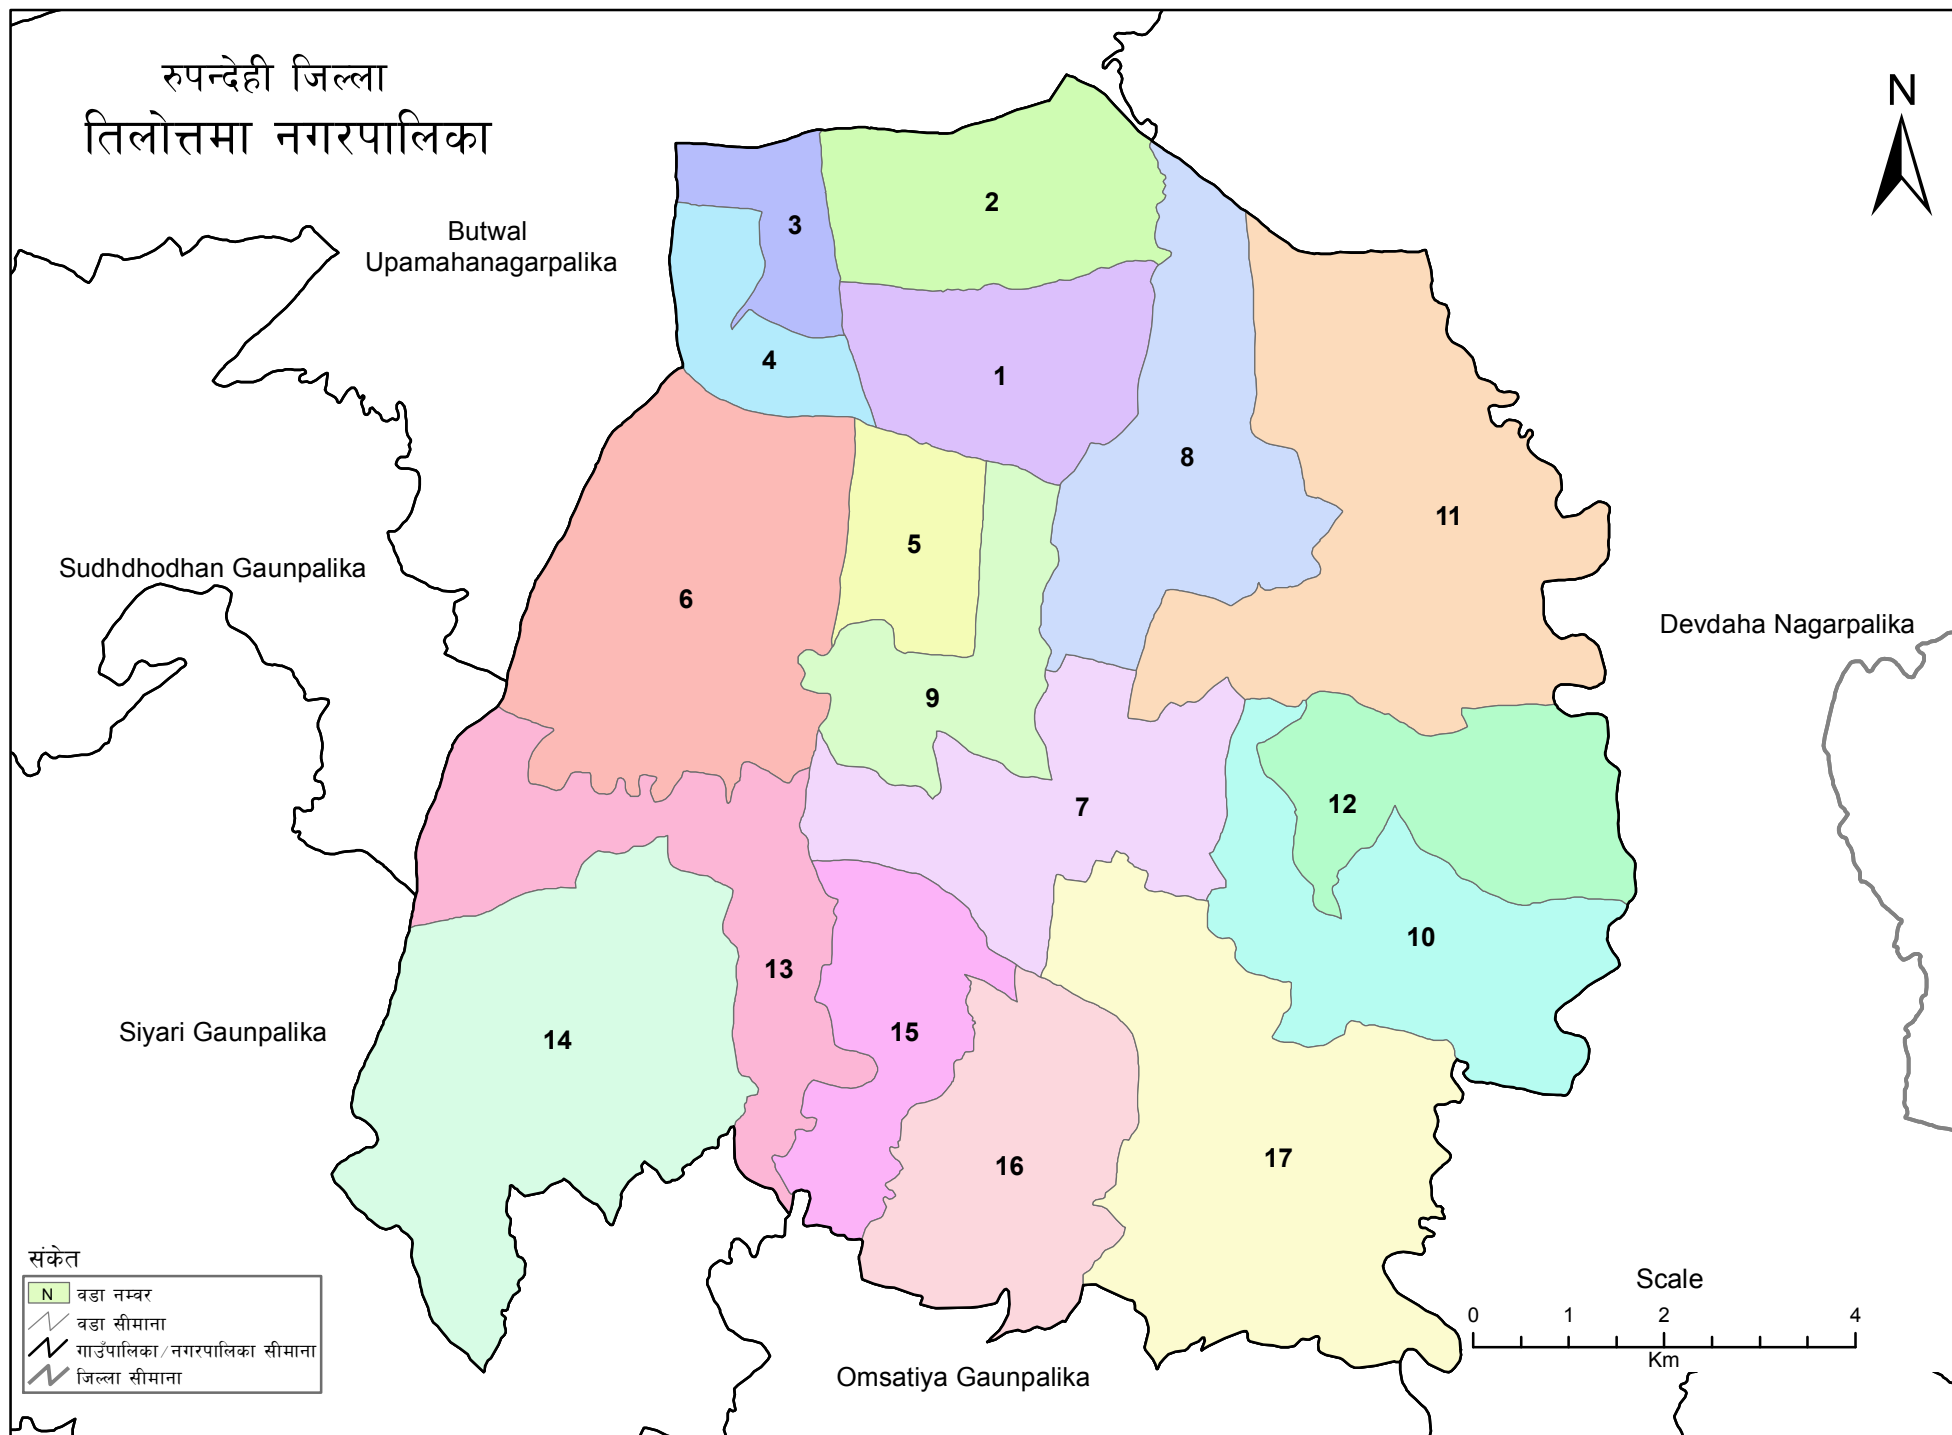 रुपन्देही जिल्ला
तिलोत्तमा नगरपालिका
N
Butwal
Upamahanagarpalika
Sudhdhodhan Gaunpalika
Devdaha Nagarpalika
Siyari Gaunpalika
Omsatiya Gaunpalika
2
3
4
1
8
11
5
6
9
7
12
10
13
14
15
16
17
संकेत
N वडा नम्वर
वडा सीमाना
गाउँपालिका/नगरपालिका सीमाना
जिल्ला सीमाना
Scale
0 1 2 4
Km